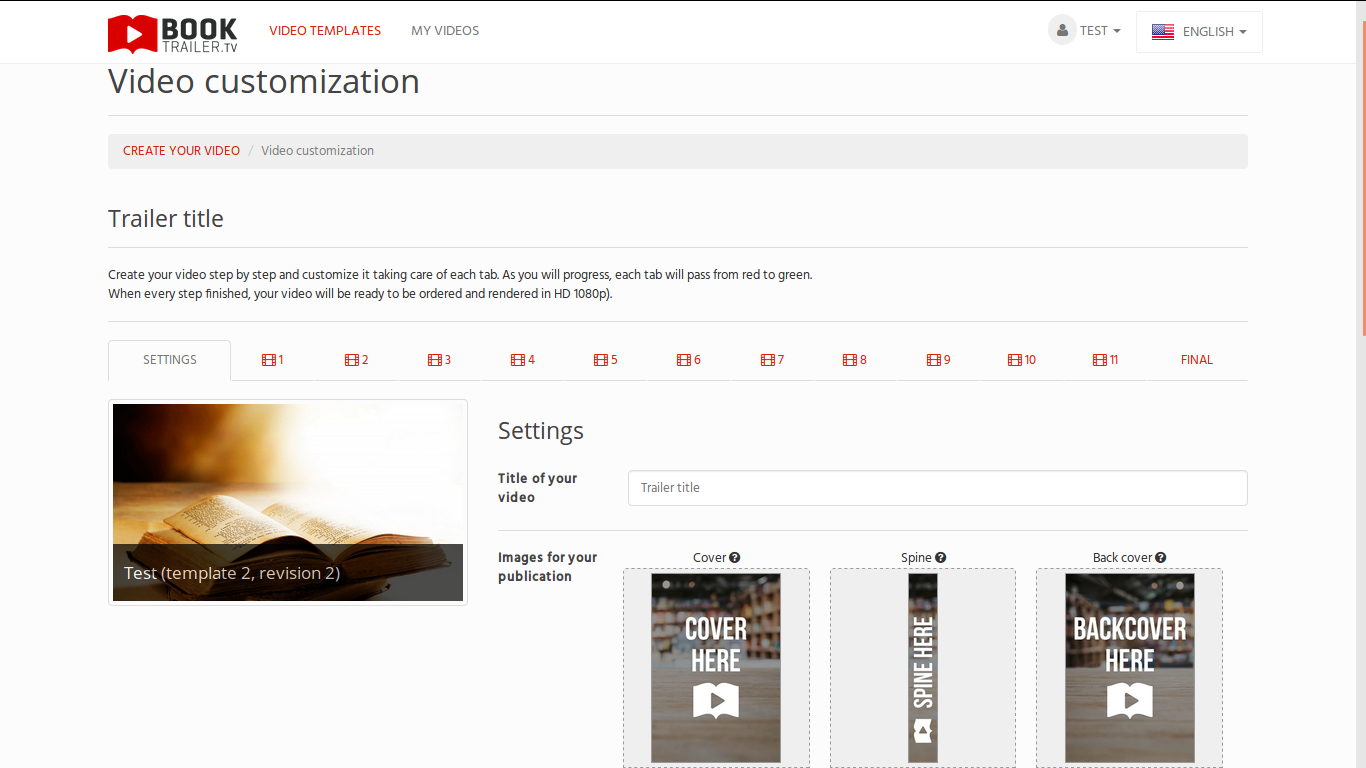 BOOK
TRAILER.TV
VIDEO TEMPLATES
MY VIDEOS
TEST
ENGLISH
Video customization
CREATE YOUR VIDEO / Video customization
Trailer title
Create your video step by step and customize it taking care of each tab. As you will progress, each tab will pass from red to green.
When every step finished, your video will be ready to be ordered and rendered in HD 1080p).
SETTINGS 1 2 3 4 5 6 7 8 9 10 11 FINAL
Test (template 2, revision 2)
Settings
Title of your
video
Trailer title
Images for your
publication
Cover
Spine
Back cover
COVER
HERE
SPINE HERE
BACKCOVER
HERE